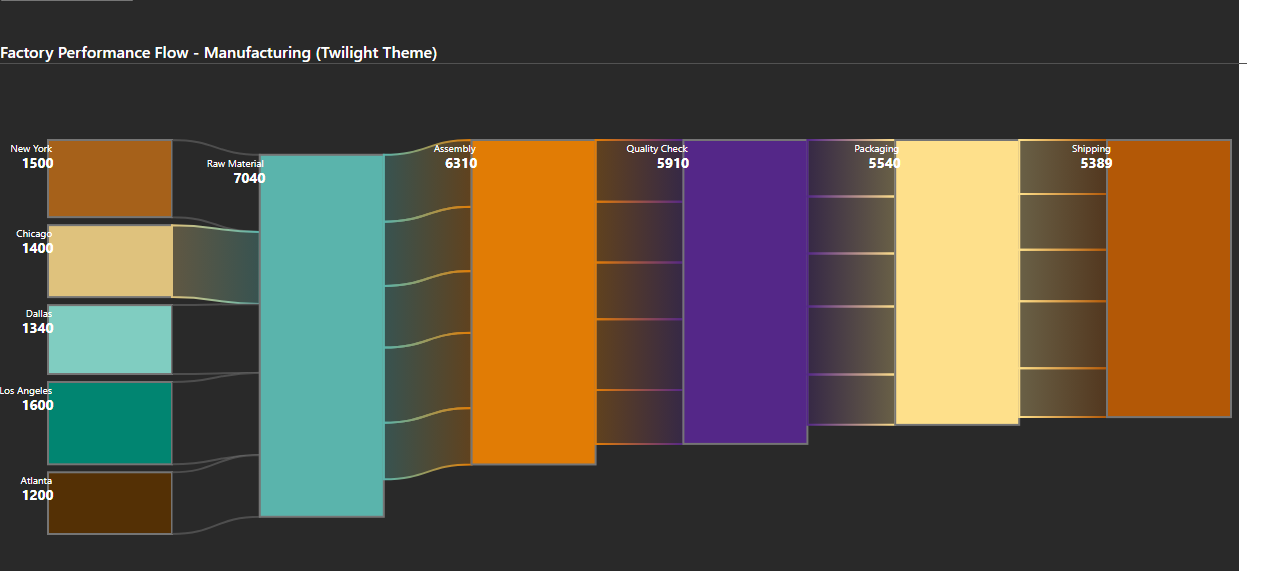 Factory Performance Flow - Manufacturing (Twilight Theme)
New York
1500
Chicago
1400
Dallas
1340
Los Angeles
1600
Atlanta
1200
Raw Material
7040
Assembly
6310
Quality Check
5910
Packaging
5540
Shipping
5389